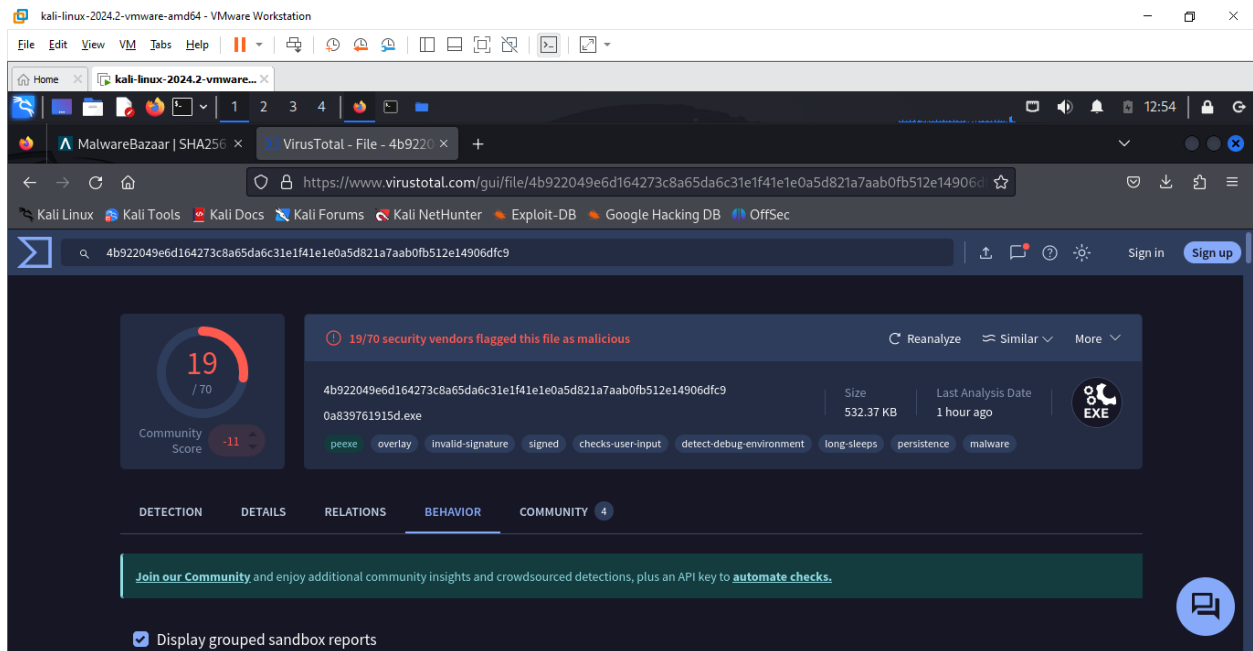 kali-linux-2024.2-vmware-amd64 - VMware Workstation
File Edit View VM Tabs Help
Home kali-linux-2024.2-vmware...
1 2 3 4 12:54
MalwareBazaar | SHA256 VirusTotal - File - 4b9220
https://www.virustotal.com/gui/file/4b922049e6d164273c8a65da6c31e1f41e1e0a5d821a7aab0fb512e14906d
Kali Linux Kali Tools Kali Docs Kali Forums Kali NetHunter Exploit-DB Google Hacking DB OffSec
4b922049e6d164273c8a65da6c31e1f41e1e0a5d821a7aab0fb512e14906dfc9 Sign in Sign up
19
/ 70
Community Score -11
19/70 security vendors flagged this file as malicious Reanalyze Similar More
4b922049e6d164273c8a65da6c31e1f41e1e0a5d821a7aab0fb512e14906dfc9
0a839761915d.exe
Size
532.37 KB
Last Analysis Date
1 hour ago
EXE
peexe overlay invalid-signature signed checks-user-input detect-debug-environment long-sleeps persistence malware
DETECTION DETAILS RELATIONS BEHAVIOR COMMUNITY 4
Join our Community and enjoy additional community insights and crowdsourced detections, plus an API key to automate checks.
Display grouped sandbox reports